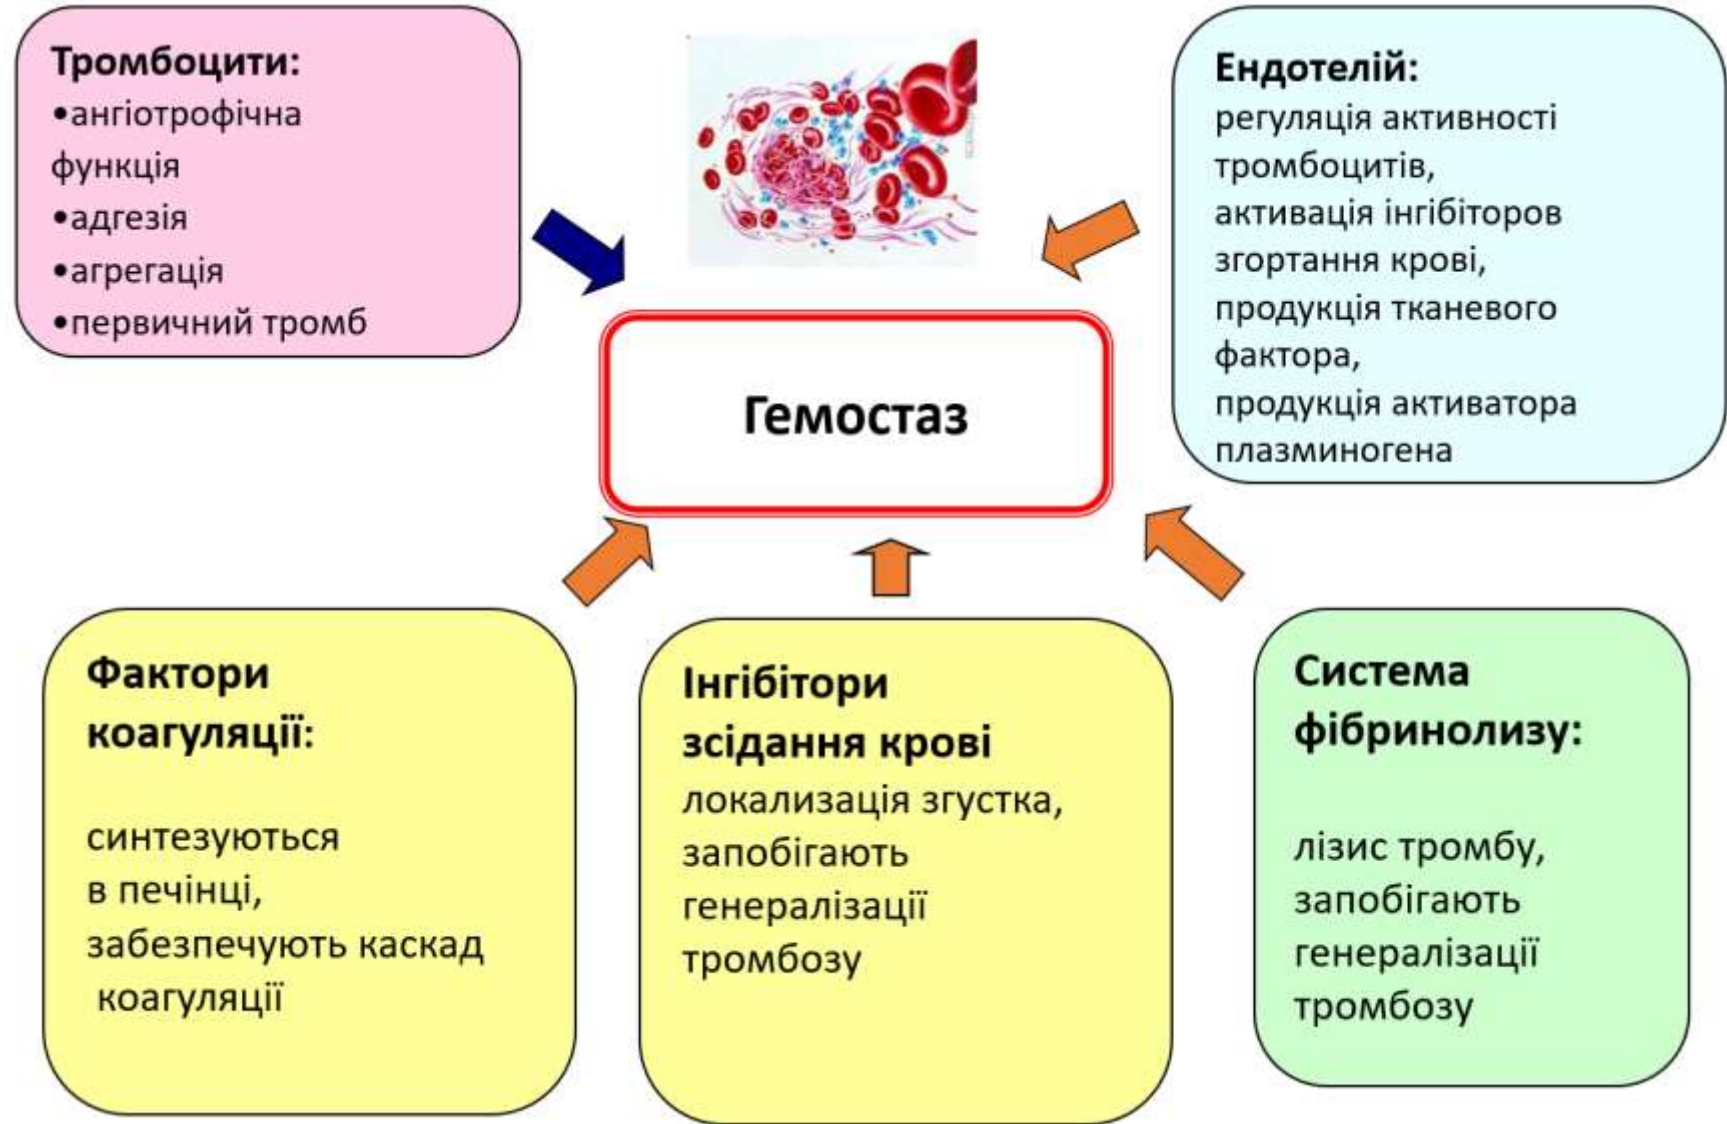 Тромбоцити:
•ангіотрофічна
функція
•адгезія
•агрегація
•первичний тромб
Ендотелій:
регуляція активності
тромбоцитів,
активація інгібіторов
згортання крові,
продукція тканевого
фактора,
продукція активатора
плазминогена
Гемостаз
Фактори
коагуляції:
синтезуються
в печінці,
забезпечують каскад
коагуляції
Інгібітори
зсідання крові
локализація згустка,
запобігають
генералізації
тромбозу
Система
фібринолизу:
лізис тромбу,
запобігають
генералізації
тромбозу